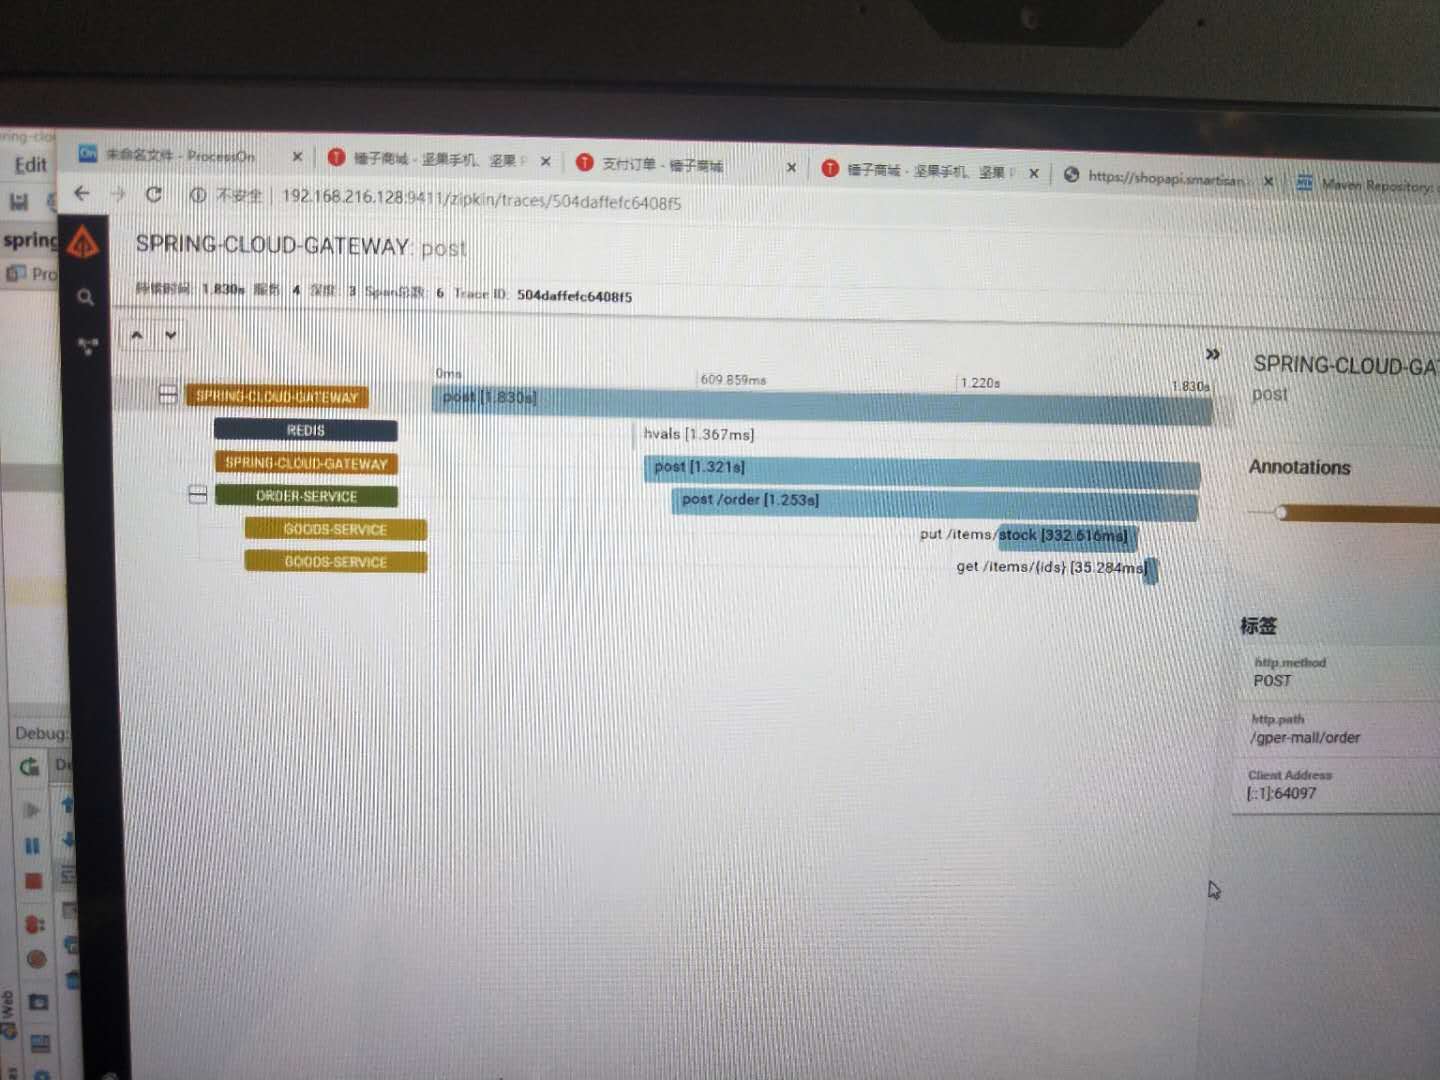 Edit
未命名文件 - ProcessOn
锤子商城 - 坚果手机、坚果 P
支付订单 - 锤子商城
锤子商城 - 坚果手机、坚果 P
https://shopapi.smartisan.
Maven Repository:
不安全
192.168.216.128:9411/zipkin/traces/504daffefc6408f5
spring
Pro
SPRING-CLOUD-GATEWAY: post
持续时间: 1.830s 服务: 4 深度: 3 Span总数: 6 Trace ID: 504daffefc6408f5
0ms 609.859ms 1.220s 1.830s
SPRING-CLOUD-GATEWAY post [1.830s]
REDIS hvals [1.367ms]
SPRING-CLOUD-GATEWAY post [1.321s]
ORDER-SERVICE post /order [1.253s]
GOODS-SERVICE put /items/stock [332.616ms]
GOODS-SERVICE get /items/{ids} [35.284ms]
SPRING-CLOUD-GAT
post
Annotations
标签
http.method
POST
http.path
/gper-mall/order
Client Address
[::1]:64097
Debug:
De
Web